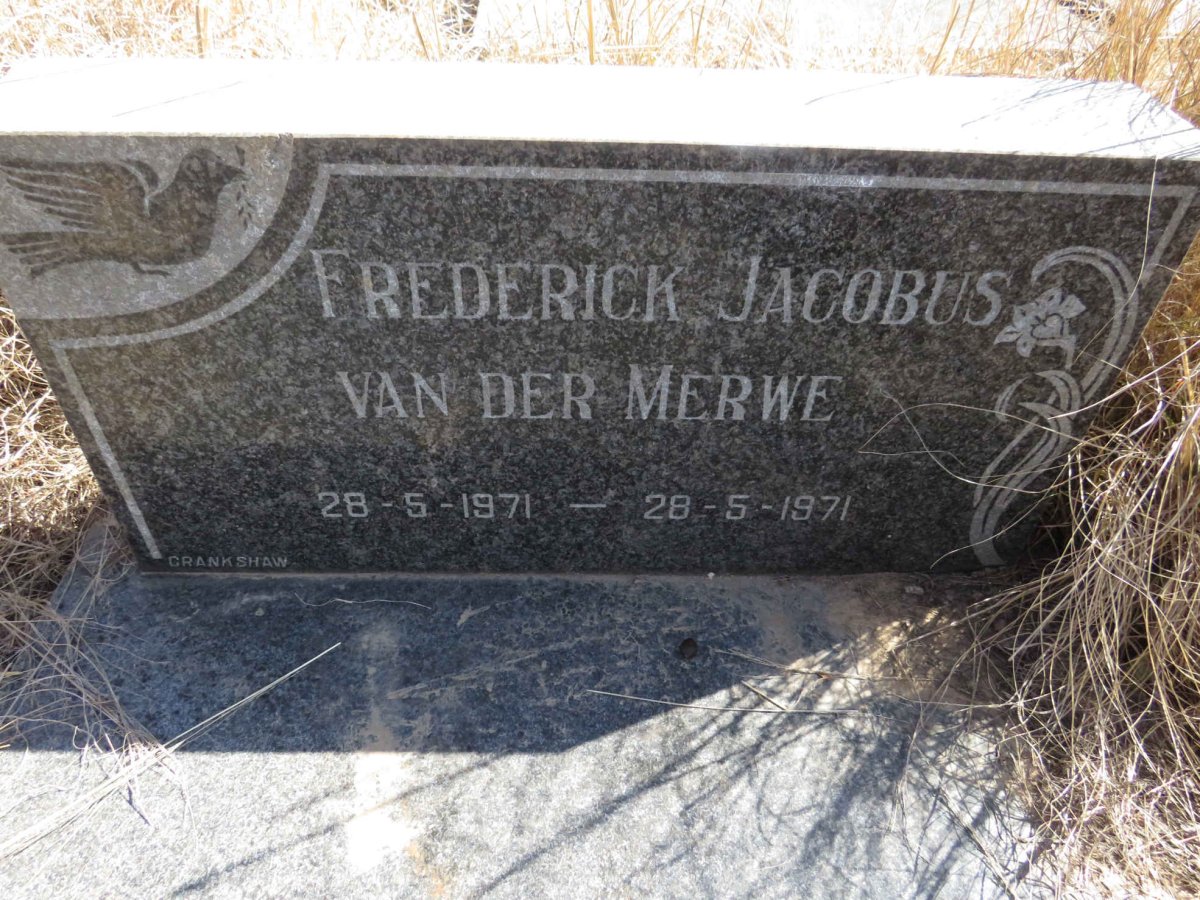 FREDERICK JACOBUS
VAN DER MERWE
28-5-1971 — 28-5-1971
CRANKSHAW